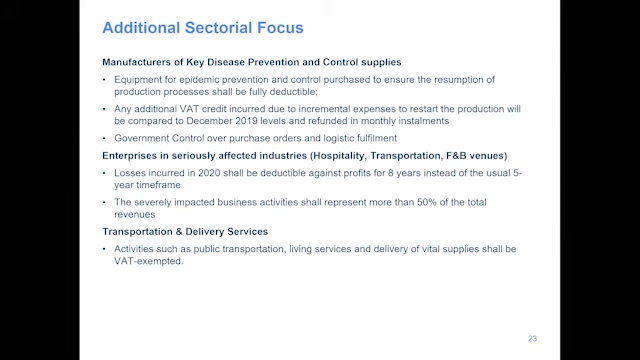 Additional Sectorial Focus
Manufacturers of Key Disease Prevention and Control supplies
• Equipment for epidemic prevention and control purchased to ensure the resumption of
production processes shall be fully deductible;
• Any additional VAT credit incurred due to incremental expenses to restart the production will
be compared to December 2019 levels and refunded in monthly instalments
• Government Control over purchase orders and logistic fulfilment
Enterprises in seriously affected industries (Hospitality, Transportation, F&B venues)
• Losses incurred in 2020 shall be deductible against profits for 8 years instead of the usual 5-
year timeframe
• The severely impacted business activities shall represent more than 50% of the total
revenues
Transportation & Delivery Services
• Activities such as public transportation, living services and delivery of vital supplies shall be
VAT-exempted.
23